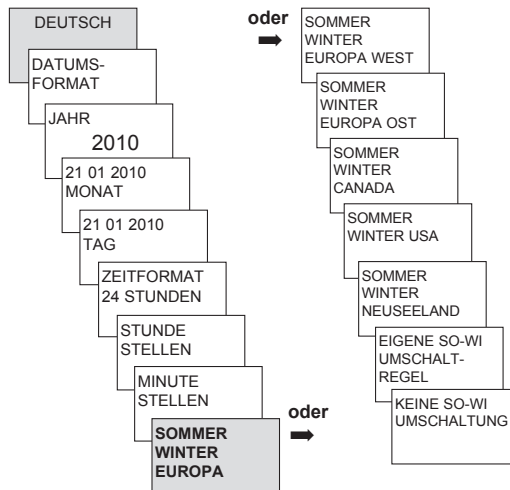 DEUTSCH
DATUMS-
FORMAT
JAHR
2010
21 01 2010
MONAT
21 01 2010
TAG
ZEITFORMAT
24 STUNDEN
STUNDE
STELLEN
MINUTE
STELLEN
SOMMER
WINTER
EUROPA
oder
oder
SOMMER
WINTER
EUROPA WEST
SOMMER
WINTER
EUROPA OST
SOMMER
WINTER
CANADA
SOMMER
WINTER USA
SOMMER
WINTER
NEUSEELAND
EIGENE SO-WI
UMSCHALT-
REGEL
KEINE SO-WI
UMSCHALTUNG